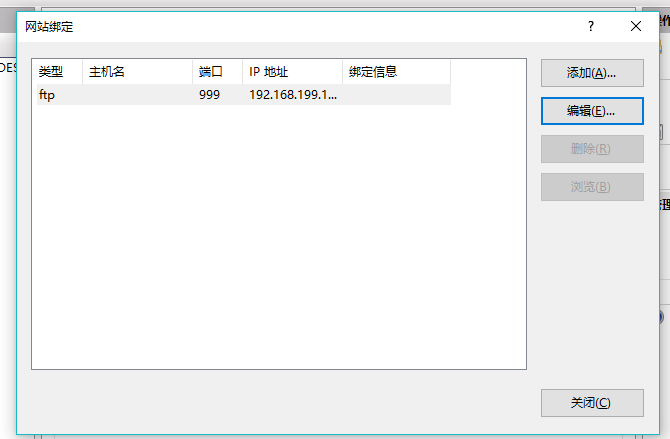 网站绑定
?
类型 主机名 端口 IP 地址 绑定信息
ftp 999 192.168.199.1...
添加(A)...
编辑(E)...
删除(R)
浏览(B)
关闭(C)
DES